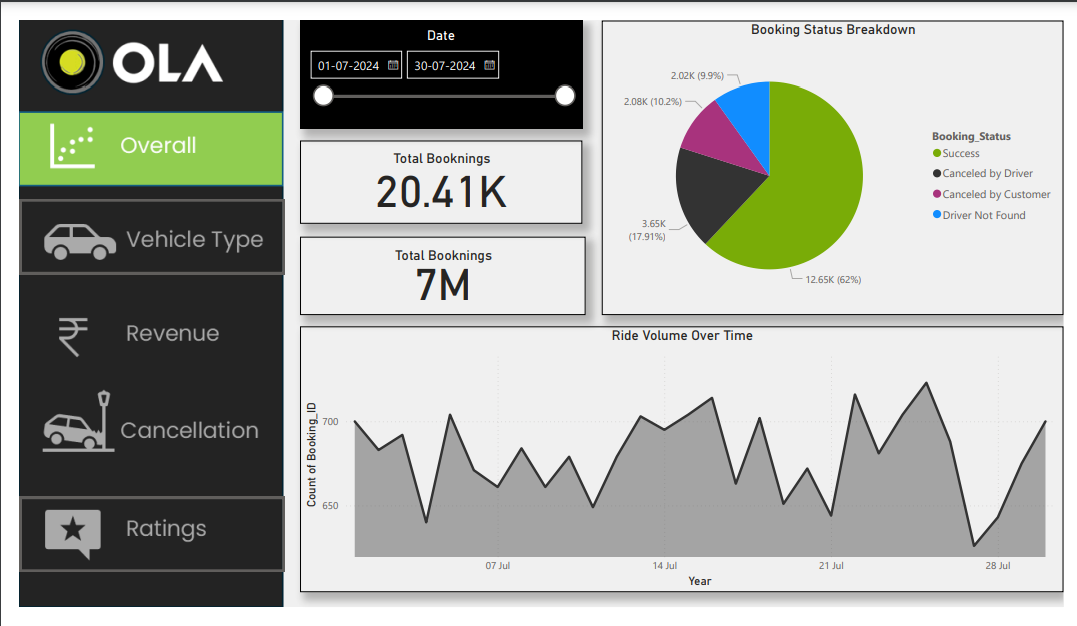 OLA
Overall
Vehicle Type
Revenue
Cancellation
Ratings
Date
01-07-2024
30-07-2024
Total Booknings
20.41K
Total Booknings
7M
Booking Status Breakdown
2.02K (9.9%)
2.08K (10.2%)
3.65K
(17.91%)
12.65K (62%)
Booking_Status
Success
Canceled by Driver
Canceled by Customer
Driver Not Found
Ride Volume Over Time
Count of Booking_ID
700
650
07 Jul
14 Jul
21 Jul
28 Jul
Year